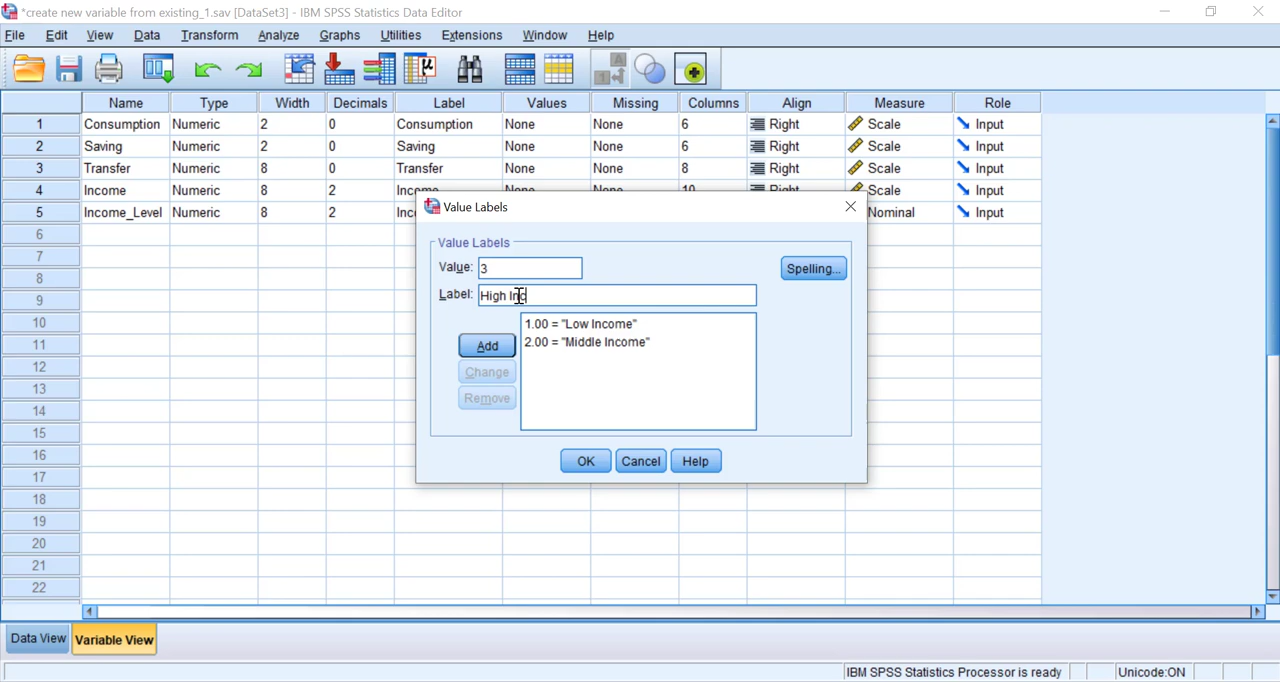 *create new variable from existing_1.sav [DataSet3] - IBM SPSS Statistics Data Editor
File Edit View Data Transform Analyze Graphs Utilities Extensions Window Help
Name Type Width Decimals Label Values Missing Columns Align Measure Role
1 Consumption Numeric 2 0 Consumption None None 6 Right Scale Input
2 Saving Numeric 2 0 Saving None None 6 Right Scale Input
3 Transfer Numeric 8 0 Transfer None None 8 Right Scale Input
4 Income Numeric 8 2 Income None None 10 Right Scale Input
5 Income_Level Numeric 8 2 Inc Nominal Input
6
7
8
9
10
11
12
13
14
15
16
17
18
19
20
21
22
Value Labels
Value Labels
Value: 3
Spelling...
Label: High Inc
1.00 = "Low Income"
2.00 = "Middle Income"
Add
Change
Remove
OK Cancel Help
Data View Variable View
IBM SPSS Statistics Processor is ready Unicode:ON